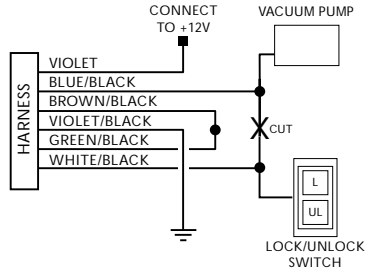 CONNECT
TO +12V
VACUUM PUMP
HARNESS
VIOLET
BLUE/BLACK
BROWN/BLACK
VIOLET/BLACK
GREEN/BLACK
WHITE/BLACK
CUT
L
UL
LOCK/UNLOCK
SWITCH